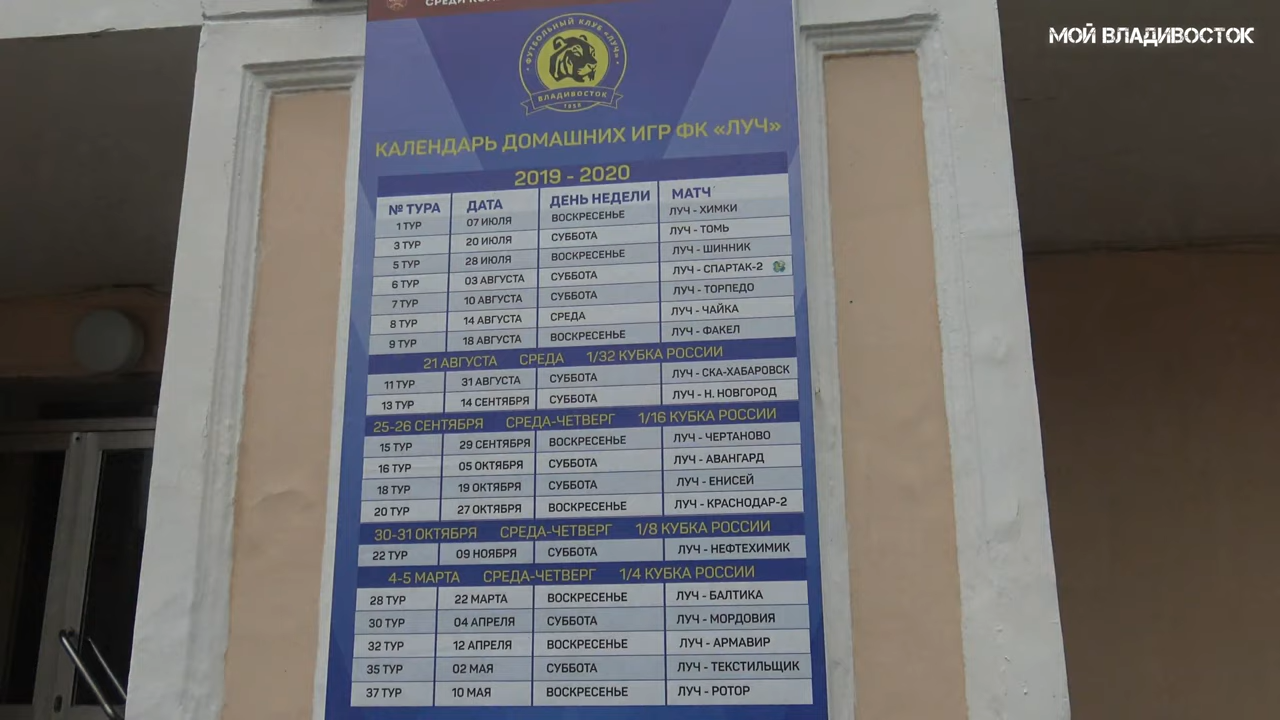 МОЙ ВЛАДИВОСТОК
ФУТБОЛЬНЫЙ КЛУБ «ЛУЧ»
ВЛАДИВОСТОК
1958
КАЛЕНДАРЬ ДОМАШНИХ ИГР ФК «ЛУЧ»
2019 - 2020
№ ТУРА ДАТА ДЕНЬ НЕДЕЛИ МАТЧ
1 ТУР 07 ИЮЛЯ ВОСКРЕСЕНЬЕ ЛУЧ - ХИМКИ
3 ТУР 20 ИЮЛЯ СУББОТА ЛУЧ - ТОМЬ
5 ТУР 28 ИЮЛЯ ВОСКРЕСЕНЬЕ ЛУЧ - ШИННИК
6 ТУР 03 АВГУСТА СУББОТА ЛУЧ - СПАРТАК-2
7 ТУР 10 АВГУСТА СУББОТА ЛУЧ - ТОРПЕДО
8 ТУР 14 АВГУСТА СРЕДА ЛУЧ - ЧАЙКА
9 ТУР 18 АВГУСТА ВОСКРЕСЕНЬЕ ЛУЧ - ФАКЕЛ
21 АВГУСТА СРЕДА 1/32 КУБКА РОССИИ
11 ТУР 31 АВГУСТА СУББОТА ЛУЧ - СКА-ХАБАРОВСК
13 ТУР 14 СЕНТЯБРЯ СУББОТА ЛУЧ - Н. НОВГОРОД
25-26 СЕНТЯБРЯ СРЕДА-ЧЕТВЕРГ 1/16 КУБКА РОССИИ
15 ТУР 29 СЕНТЯБРЯ ВОСКРЕСЕНЬЕ ЛУЧ - ЧЕРТАНОВО
16 ТУР 05 ОКТЯБРЯ СУББОТА ЛУЧ - АВАНГАРД
18 ТУР 19 ОКТЯБРЯ СУББОТА ЛУЧ - ЕНИСЕЙ
20 ТУР 27 ОКТЯБРЯ ВОСКРЕСЕНЬЕ ЛУЧ - КРАСНОДАР-2
30-31 ОКТЯБРЯ СРЕДА-ЧЕТВЕРГ 1/8 КУБКА РОССИИ
22 ТУР 09 НОЯБРЯ СУББОТА ЛУЧ - НЕФТЕХИМИК
4-5 МАРТА СРЕДА-ЧЕТВЕРГ 1/4 КУБКА РОССИИ
28 ТУР 22 МАРТА ВОСКРЕСЕНЬЕ ЛУЧ - БАЛТИКА
30 ТУР 04 АПРЕЛЯ СУББОТА ЛУЧ - МОРДОВИЯ
32 ТУР 12 АПРЕЛЯ ВОСКРЕСЕНЬЕ ЛУЧ - АРМАВИР
35 ТУР 02 МАЯ СУББОТА ЛУЧ - ТЕКСТИЛЬЩИК
37 ТУР 10 МАЯ ВОСКРЕСЕНЬЕ ЛУЧ - РОТОР